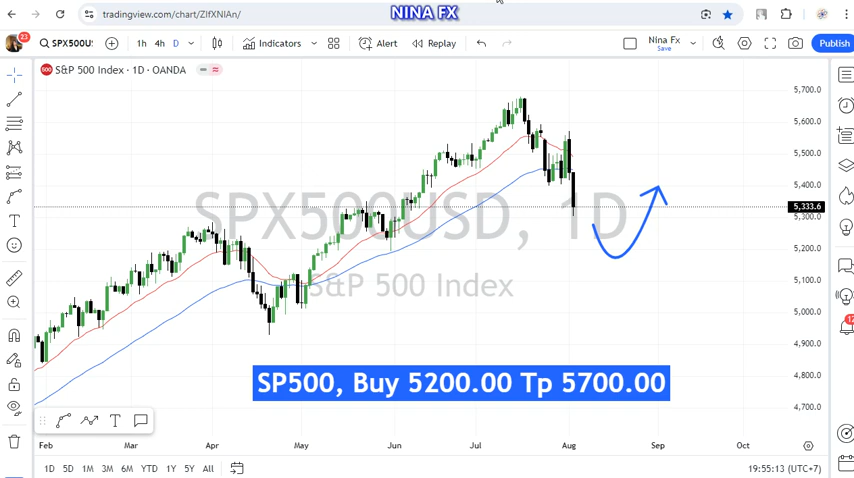 NINA FX
tradingview.com/chart/ZIfXNIAn/
23
SPX500U
1h 4h D
Indicators
Alert
Replay
Nina Fx
Save
Publish
S&P 500 Index · 1D · OANDA
SPX500USD, 1D
S&P 500 Index
5,700.0
5,600.0
5,500.0
5,400.0
5,333.6
5,300.0
5,200.0
5,100.0
5,000.0
4,900.0
4,800.0
4,700.0
SP500, Buy 5200.00 Tp 5700.00
Feb Mar Apr May Jun Jul Aug Sep Oct
1D 5D 1M 3M 6M YTD 1Y 5Y All
19:55:13 (UTC+7)